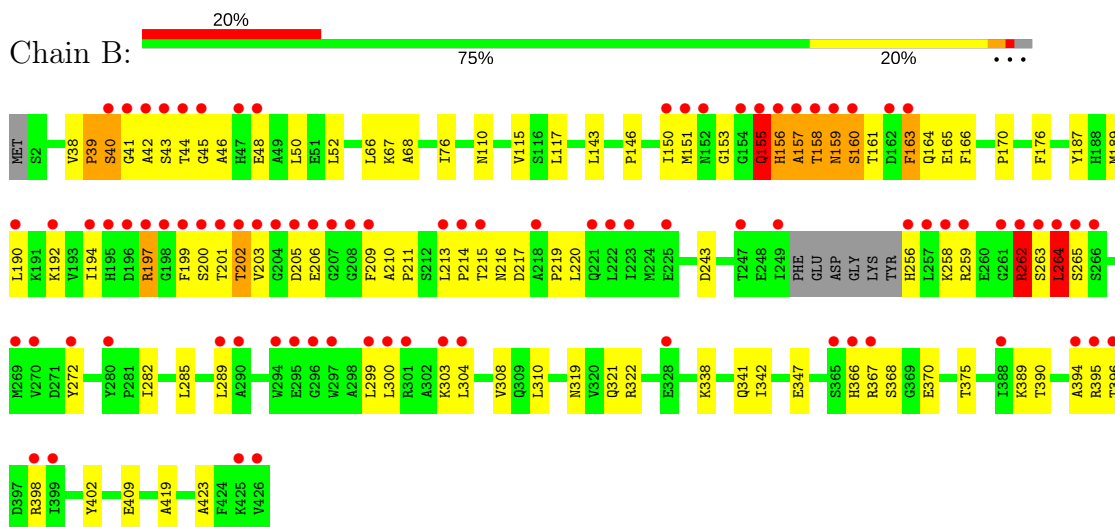 20%
Chain B:
75% 20% • • •
MET S2 V38 P39 S40 G41 A42 S43 T44 G45 A46 H47 E48 A49 L50 E51 L52 L66 K67 A68 I76 N110 V115 S116 L117 L143 P146 I150 M151 N152 G153 G154 Q155 H156 A157 T158 N159 S160 T161 D162 F163 Q164 E165 F166 P170 F176 Y187 H188 M189
L190 K191 K192 V193 I194 H195 D196 R197 G198 F199 S200 T201 T202 V203 G204 D205 E206 G207 G208 F209 A210 P211 S212 L213 P214 T215 N216 D217 A218 P219 L220 Q221 L222 I223 M224 E225 D243 T247 E248 I249 PHE GLU ASP GLY LYS TYR H256 L257 K258 R259 E260 G261 R262 S263 L264 S265 S266
M269 V270 D271 Y272 Y280 P281 I282 L285 L289 A290 W294 E295 G296 W297 A298 L299 L300 R301 A302 K303 L304 V308 Q309 L310 N319 V320 Q321 R322 E328 K338 Q341 I342 E347 S365 H366 R367 S368 G369 E370 T375 I388 K389 T390 A394 R395 T396
D397 R398 I399 Y402 E409 A419 A423 F424 K425 V426